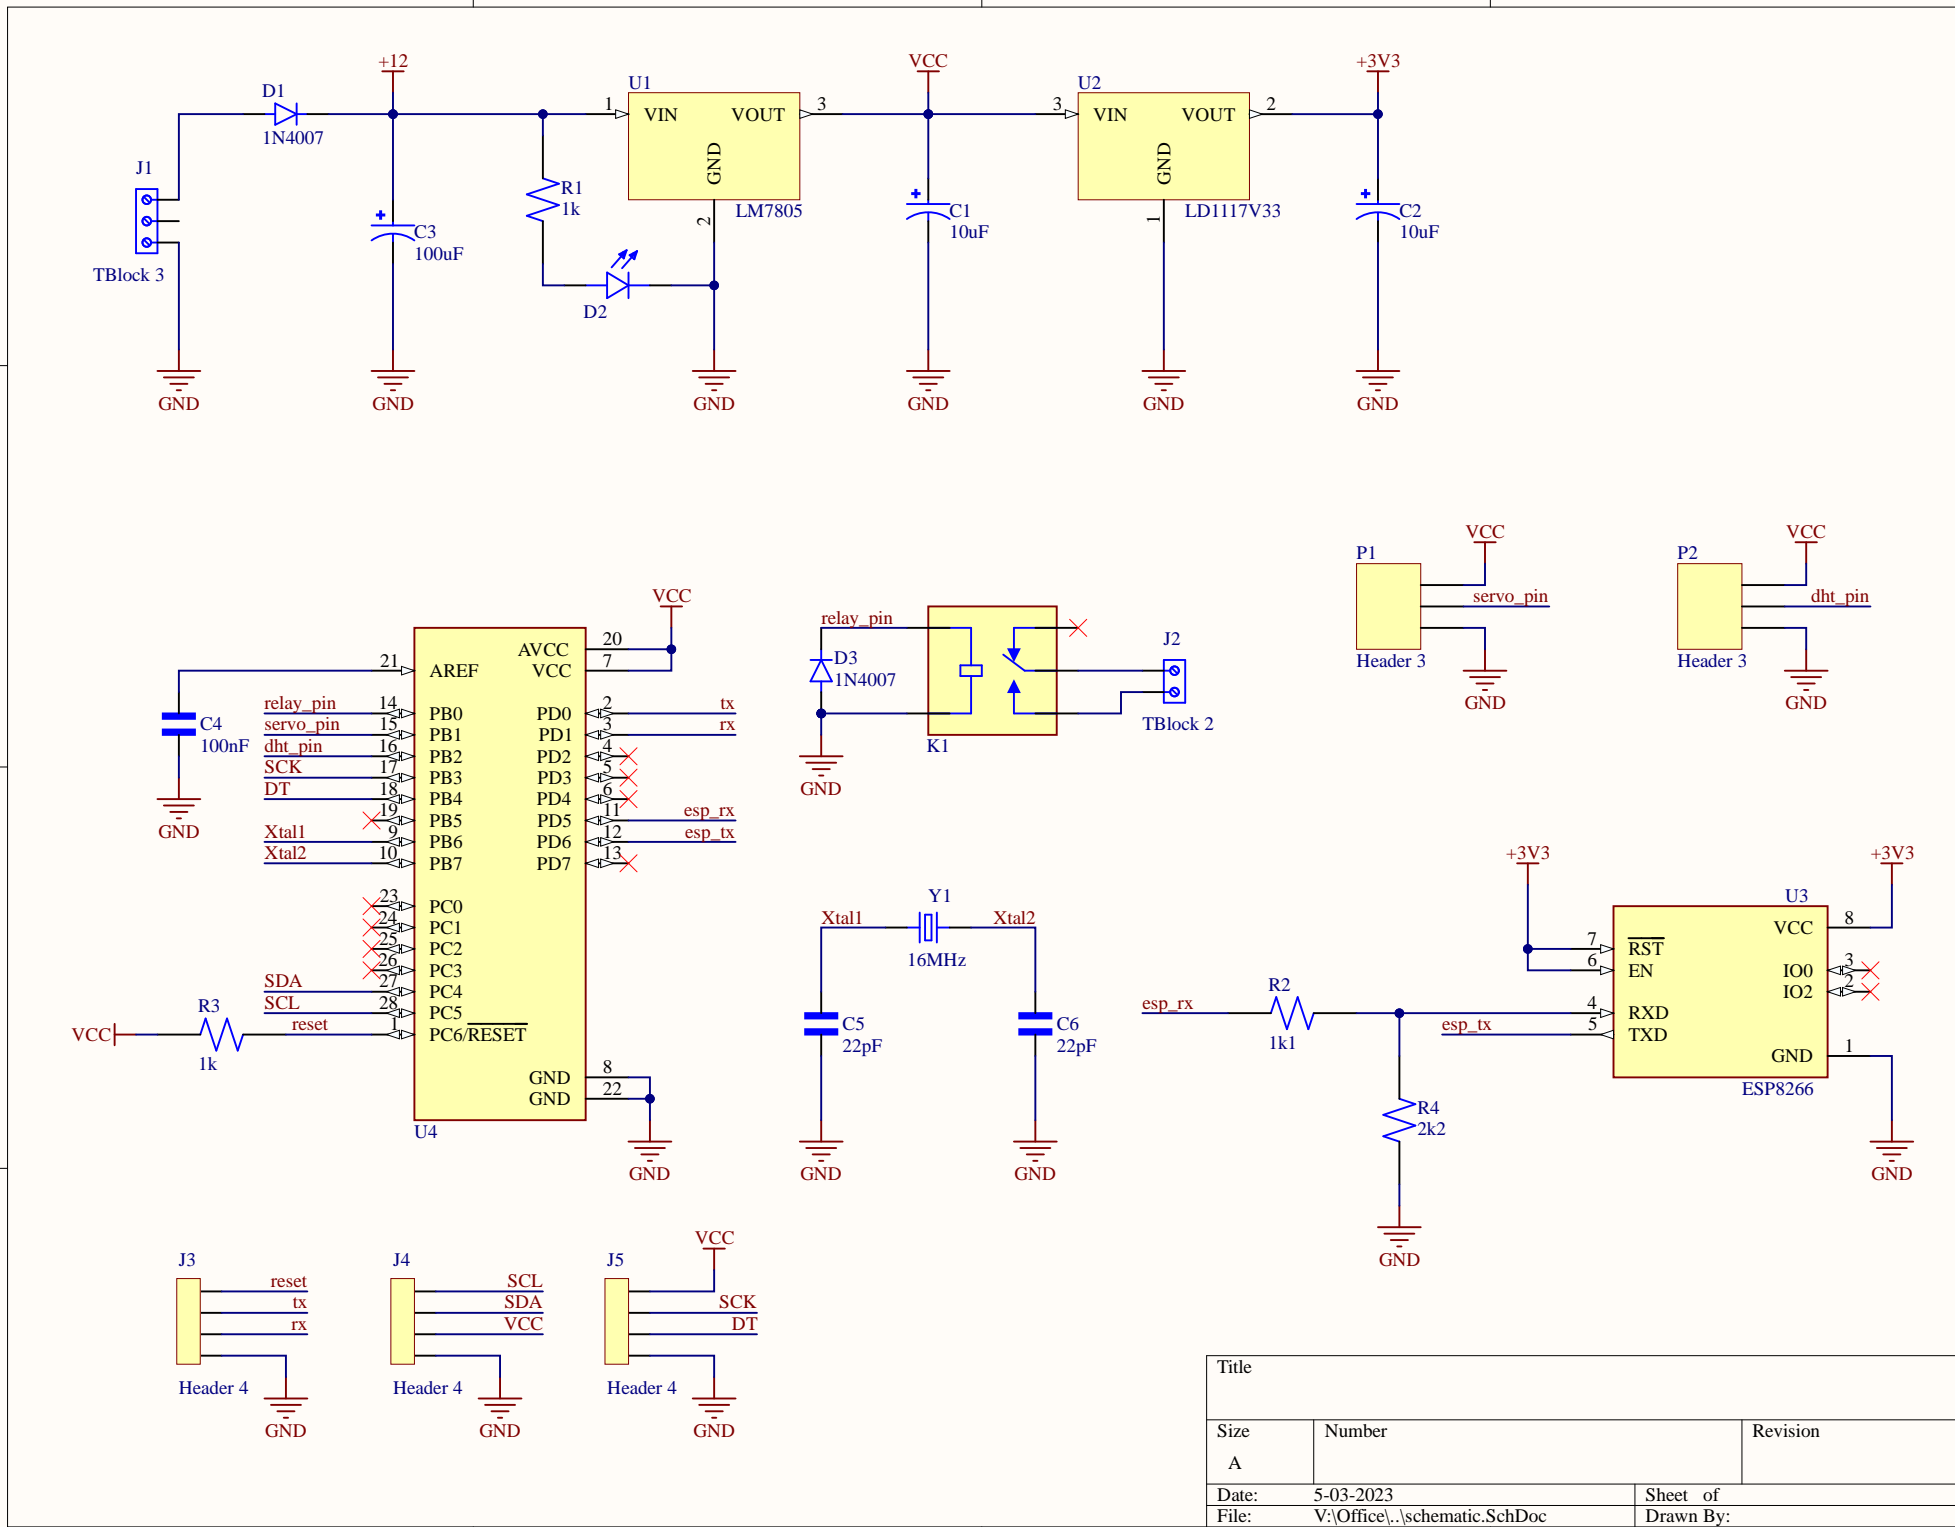 +12
VCC
+3V3
D1
1N4007
U1
1
VIN
VOUT
3
GND
2
LM7805
U2
3
VIN
VOUT
2
GND
1
LD1117V33
J1
TBlock 3
R1
1k
C3
100uF
D2
C1
10uF
C2
10uF
GND
GND
GND
GND
GND
GND
VCC
21
AREF
AVCC
20
VCC
7
C4
100nF
GND
relay_pin
14
PB0
servo_pin
15
PB1
dht_pin
16
PB2
SCK
17
PB3
DT
18
PB4
19
PB5
Xtal1
9
PB6
Xtal2
10
PB7
23
PC0
24
PC1
25
PC2
26
PC3
SDA
27
PC4
SCL
28
PC5
VCC
R3
1k
reset
1
PC6/RESET
PD0
2
tx
PD1
3
rx
PD2
4
PD3
5
PD4
6
PD5
11
esp_rx
PD6
12
esp_tx
PD7
13
GND
8
GND
22
U4
GND
relay_pin
D3
1N4007
GND
K1
J2
TBlock 2
P1
VCC
servo_pin
Header 3
GND
P2
VCC
dht_pin
Header 3
GND
Y1
Xtal1
Xtal2
16MHz
C5
22pF
C6
22pF
GND
GND
+3V3
+3V3
U3
VCC
8
7
RST
6
EN
IO0
3
IO2
2
esp_rx
R2
1k1
4
RXD
esp_tx
5
TXD
GND
1
ESP8266
R4
2k2
GND
GND
J3
reset
tx
rx
Header 4
GND
J4
SCL
SDA
VCC
Header 4
GND
J5
VCC
SCK
DT
Header 4
GND
Title
Size
Number
Revision
A
Date:
5-03-2023
Sheet of
File:
V:\Office\..\schematic.SchDoc
Drawn By: